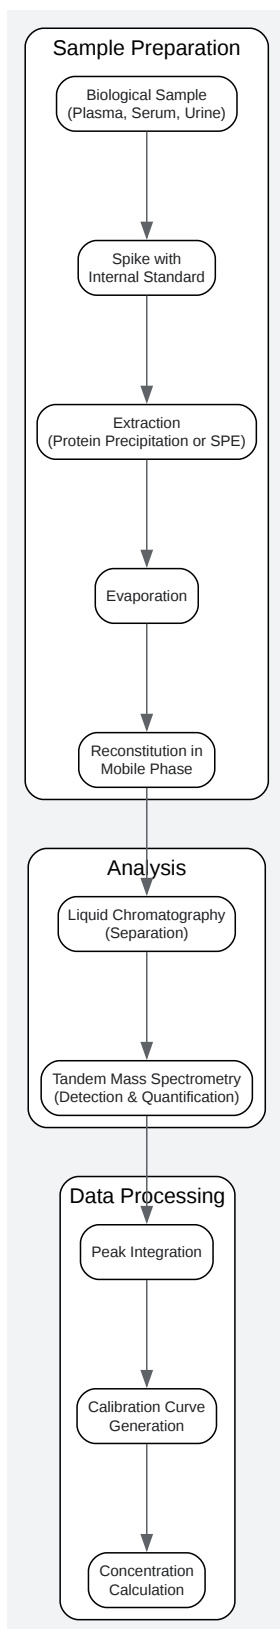 Sample Preparation
Biological Sample
(Plasma, Serum, Urine)
Spike with
Internal Standard
Extraction
(Protein Precipitation or SPE)
Evaporation
Reconstitution in
Mobile Phase
Analysis
Liquid Chromatography
(Separation)
Tandem Mass Spectrometry
(Detection & Quantification)
Data Processing
Peak Integration
Calibration Curve
Generation
Concentration
Calculation